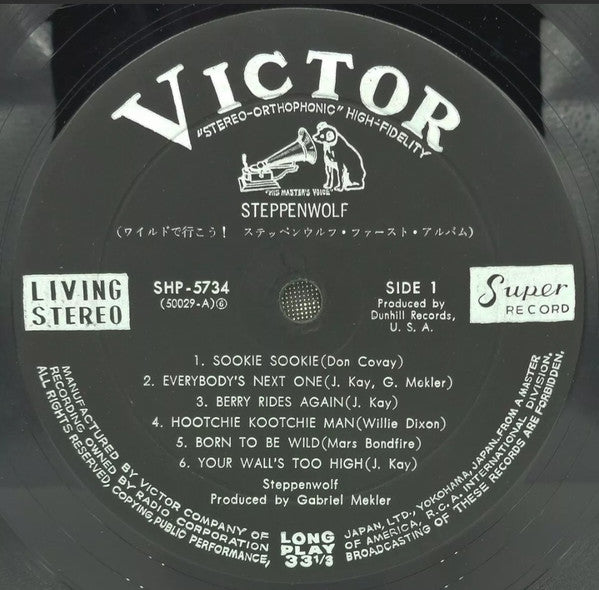 VICTOR
"STEREO-ORTHOPHONIC" HIGH-FIDELITY
"HIS MASTER'S VOICE"
STEPPENWOLF
(ワイルドで行こう! ステッペンウルフ・ファースト・アルバム)
LIVING
STEREO
SHP-5734
(50029-A)Ⓖ
SIDE 1
Produced by
Dunhill Records,
U. S. A.
Super
RECORD
1. SOOKIE SOOKIE(Don Covay)
2. EVERYBODY'S NEXT ONE(J. Kay, G. Mekler)
3. BERRY RIDES AGAIN(J. Kay)
4. HOOTCHIE KOOTCHIE MAN(Willie Dixon)
5. BORN TO BE WILD(Mars Bondfire)
6. YOUR WALL'S TOO HIGH(J. Kay)
Steppenwolf
Produced by Gabriel Mekler
MANUFACTURED BY VICTOR COMPANY OF JAPAN, LTD., YOKOHAMA, JAPAN. FROM A MASTER
RECORDING OWNED BY RADIO CORPORATION OF AMERICA, R.C.A. INTERNATIONAL DIVISION.
ALL RIGHTS RESERVED, COPYING, PUBLIC PERFORMANCE, BROADCASTING OF THESE RECORDS ARE FORBIDDEN.
LONG
PLAY
33 1/3